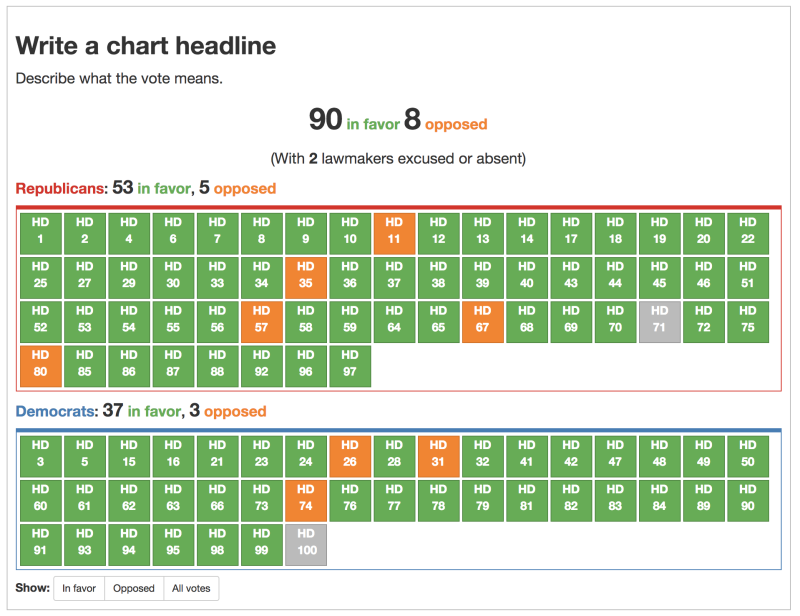 Write a chart headline
Describe what the vote means.
90 in favor 8 opposed
(With 2 lawmakers excused or absent)
Republicans: 53 in favor, 5 opposed
HD HD HD HD HD HD HD HD HD HD HD HD HD HD HD HD HD
1 2 4 6 7 8 9 10 11 12 13 14 17 18 19 20 22
HD HD HD HD HD HD HD HD HD HD HD HD HD HD HD HD HD
25 27 29 30 33 34 35 36 37 38 39 40 43 44 45 46 51
HD HD HD HD HD HD HD HD HD HD HD HD HD HD HD HD HD
52 53 54 55 56 57 58 59 64 65 67 68 69 70 71 72 75
HD HD HD HD HD HD HD HD
80 85 86 87 88 92 96 97
Democrats: 37 in favor, 3 opposed
HD HD HD HD HD HD HD HD HD HD HD HD HD HD HD HD HD
3 5 15 16 21 23 24 26 28 31 32 41 42 47 48 49 50
HD HD HD HD HD HD HD HD HD HD HD HD HD HD HD HD HD
60 61 62 63 66 73 74 76 77 78 79 81 82 83 84 89 90
HD HD HD HD HD HD HD
91 93 94 95 98 99 100
Show: In favor Opposed All votes